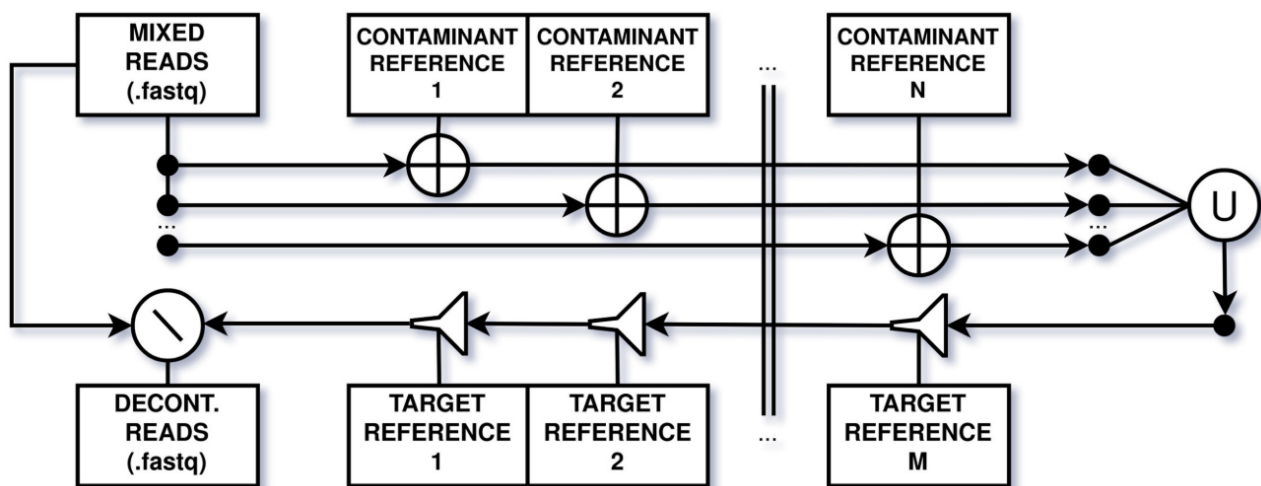 MIXED
READS
(.fastq)
CONTAMINANT
REFERENCE
1
CONTAMINANT
REFERENCE
2
...
CONTAMINANT
REFERENCE
N
...
...
U
DECONT.
READS
(.fastq)
TARGET
REFERENCE
1
TARGET
REFERENCE
2
...
TARGET
REFERENCE
M